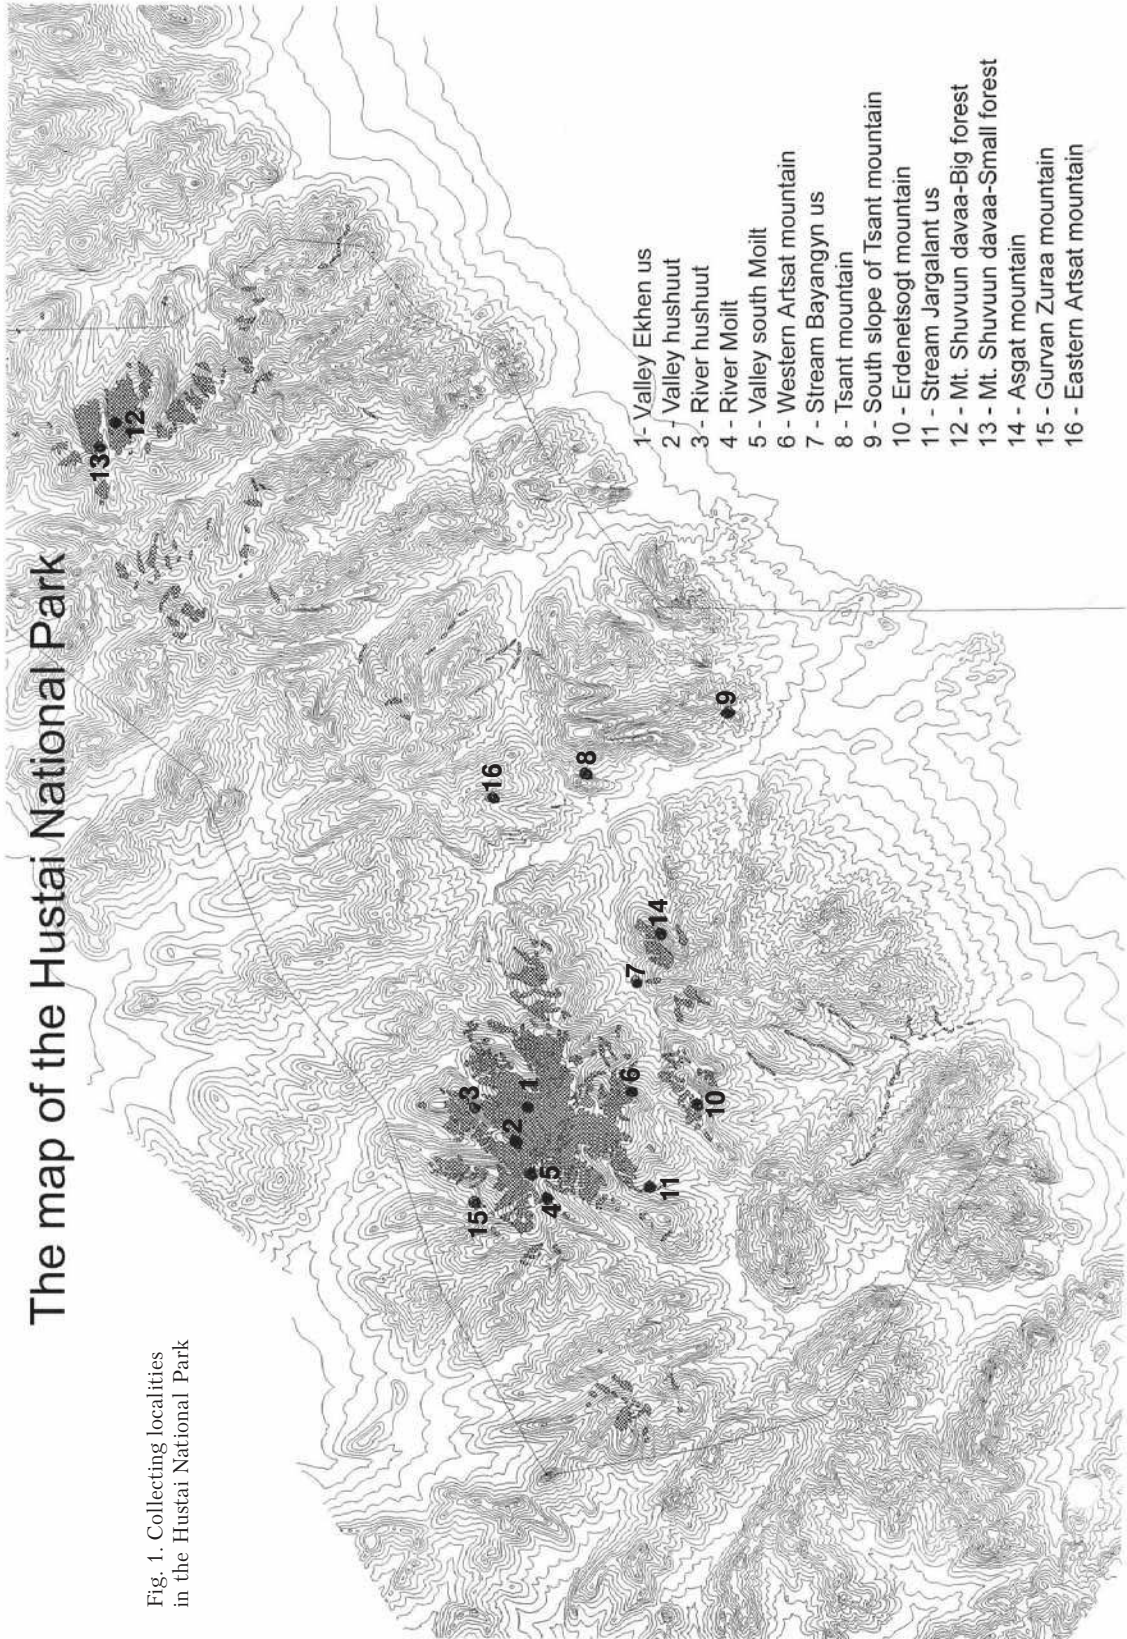 The map of the Hustai National Park
Fig. 1. Collecting localities
in the Hustai National Park
13
12
16
8
9
3
2
1
5
4
15
6
7
14
10
11
1- Valley Ekhen us
2 - Valley hushuut
3 - River hushuut
4 - River Moilt
5 - Valley south Moilt
6 - Western Artsat mountain
7 - Stream Bayangyn us
8 - Tsant mountain
9 - South slope of Tsant mountain
10 - Erdenetsogt mountain
11 - Stream Jargalant us
12 - Mt. Shuvuun davaa-Big forest
13 - Mt. Shuvuun davaa-Small forest
14 - Asgat mountain
15 - Gurvan Zuraa mountain
16 - Eastern Artsat mountain